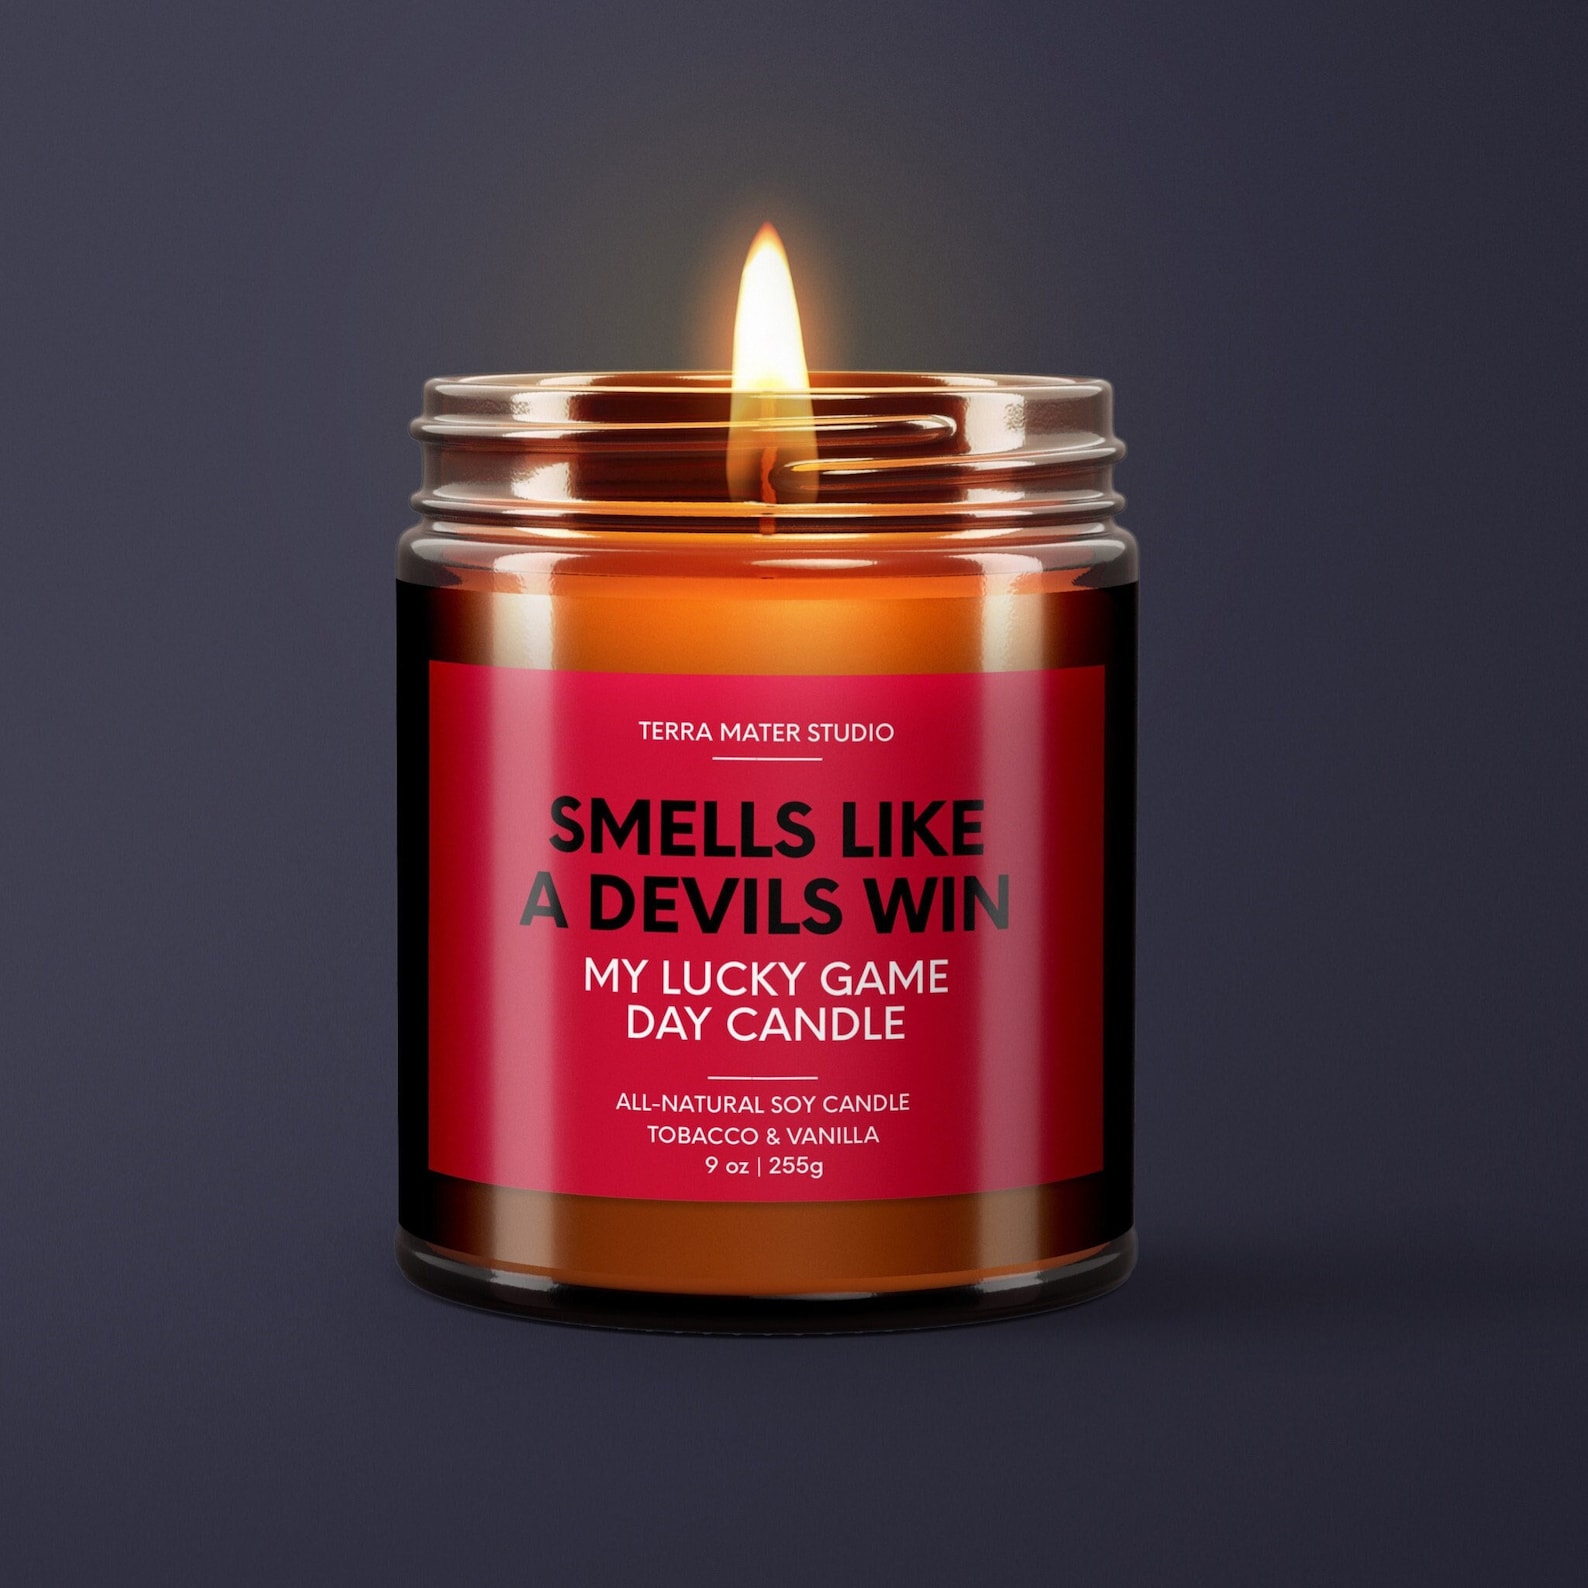 TERRA MATER STUDIO
SMELLS LIKE
A DEVILS WIN
MY LUCKY GAME
DAY CANDLE
ALL-NATURAL SOY CANDLE
TOBACCO & VANILLA
9 oz | 255g